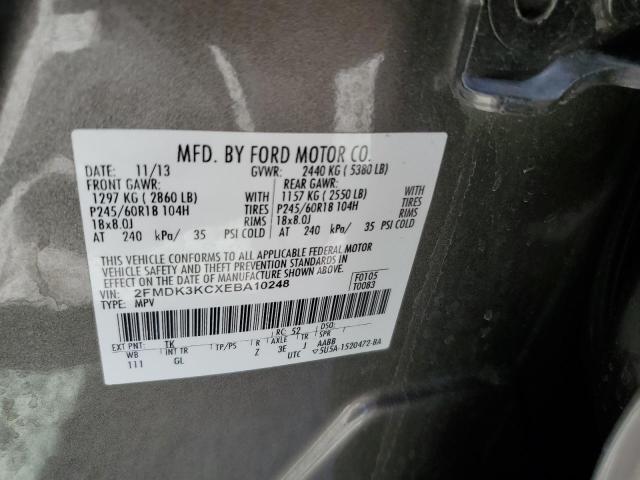 MFD. BY FORD MOTOR CO.
DATE: 11/13 GVWR: 2440 KG ( 5380 LB)
FRONT GAWR: REAR GAWR:
1297 KG ( 2860 LB) WITH 1157 KG ( 2550 LB) WITH
P245/60R18 104H TIRES P245/60R18 104H TIRES
18x8.0J RIMS 18x8.0J RIMS
AT 240 kPa/ 35 PSI COLD AT 240 kPa/ 35 PSI COLD
THIS VEHICLE CONFORMS TO ALL APPLICABLE FEDERAL MOTOR
VEHICLE SAFETY AND THEFT PREVENTION STANDARDS IN
EFFECT ON THE DATE OF MANUFACTURE SHOWN ABOVE.
VIN: 2FMDK3KCXEBA10248 F0105
TYPE: MPV T0083
EXT PNT: TK RC: 52 DSO:
WB INT TR TP/PS R AXLE TR SPR
111 GL Z 3E J AABB
UTC ▽5U5A-1520472-BA